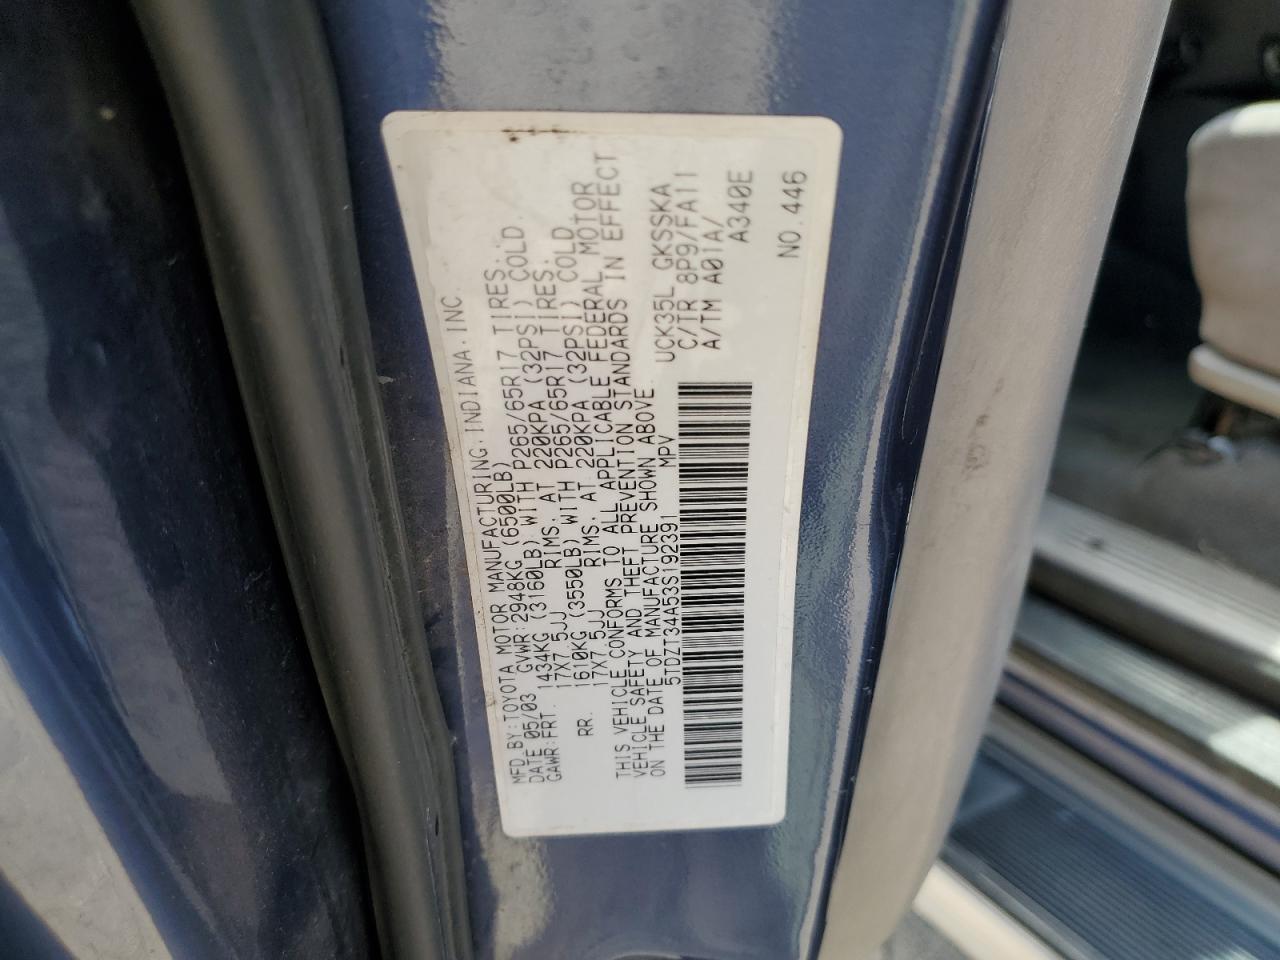 MFD BY:TOYOTA MOTOR MANUFACTURING.INDIANA.INC.
DATE 05/03 GVWR:2948KG (6500LB)
GAWR:FRT. 1434KG (3160LB) WITH P265/65R17 TIRES.
17X7.5JJ RIMS. AT 220KPA (32PSI) COLD.
RR. 1610KG (3550LB) WITH P265/65R17 TIRES.
17X7.5JJ RIMS. AT 220KPA (32PSI) COLD
THIS VEHICLE CONFORMS TO ALL APPLICABLE FEDERAL MOTOR
VEHICLE SAFETY AND THEFT PREVENTION STANDARDS IN EFFECT
ON THE DATE OF MANUFACTURE SHOWN ABOVE.
5TDZT34A53S192391 MPV
UCK35L GKSSKA
C/TR 8P9/FA11
A/TM A01A/
A340E
NO.446